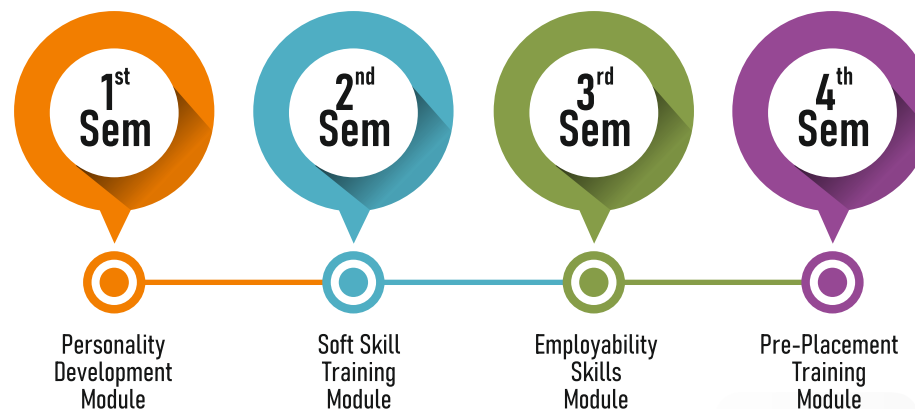 1st
Sem
2nd
Sem
3rd
Sem
4th
Sem
Personality
Development
Module
Soft Skill
Training
Module
Employability
Skills
Module
Pre-Placement
Training
Module